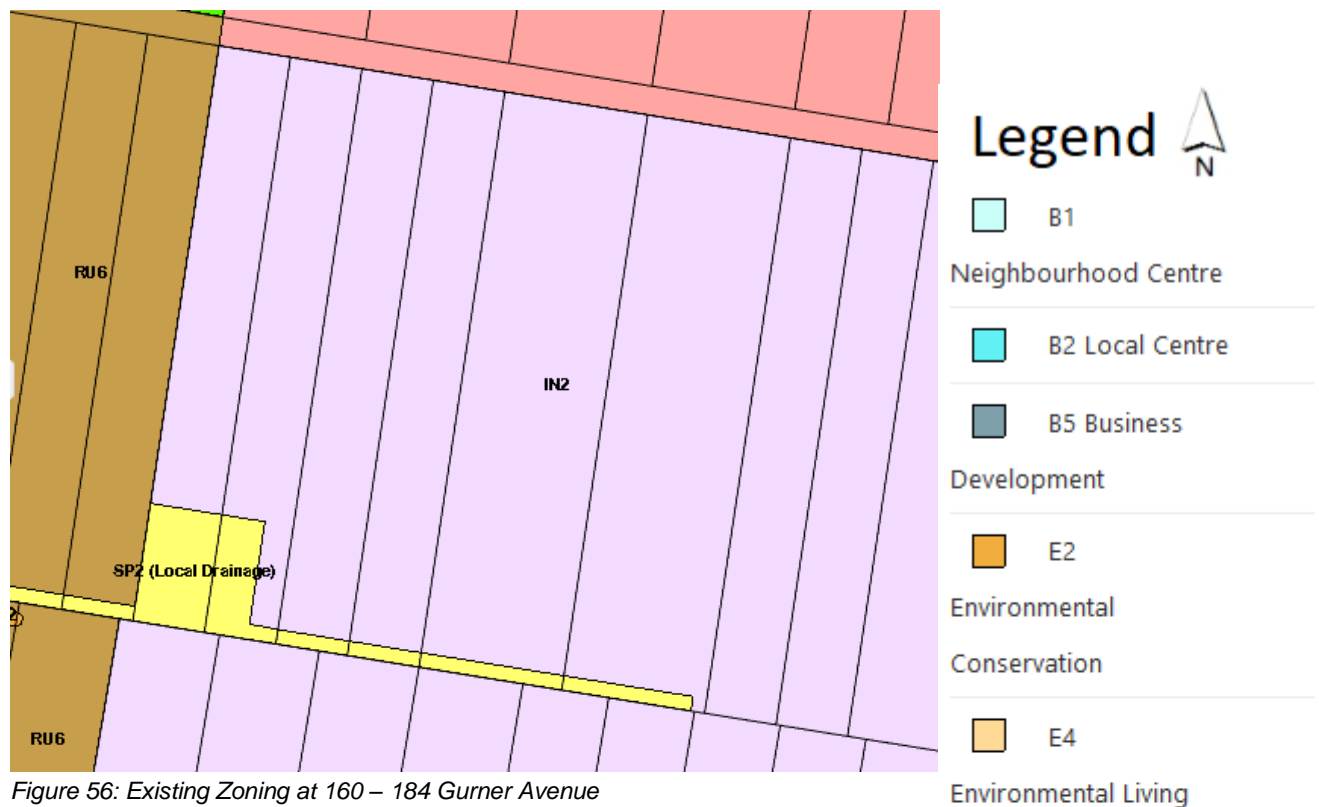 RU6
IN2
SP2 (Local Drainage)
RU6
Figure 56: Existing Zoning at 160 – 184 Gurner Avenue
Legend
N
B1
Neighbourhood Centre
B2 Local Centre
B5 Business
Development
E2
Environmental
Conservation
E4
Environmental Living